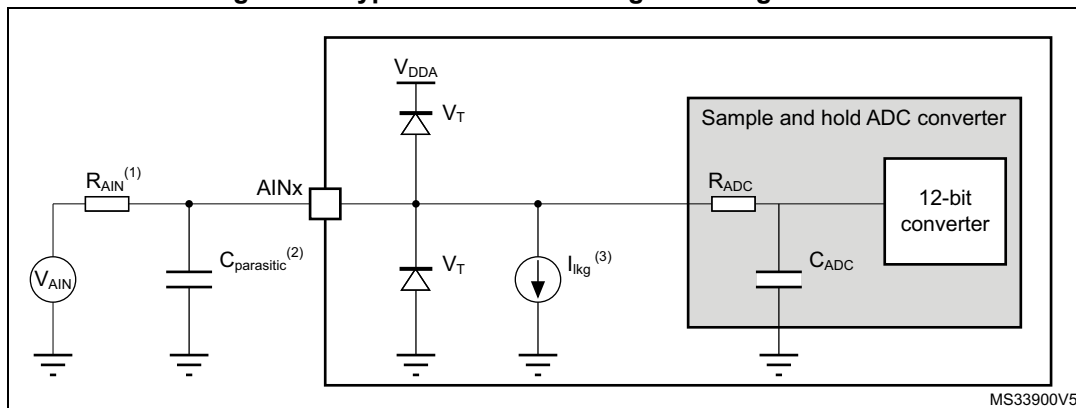 V_DDA
V_T
Sample and hold ADC converter
R_AIN^(1)
AINx
R_ADC
12-bit
converter
C_parasitic^(2)
V_T
I_lkg^(3)
C_ADC
V_AIN
MS33900V5